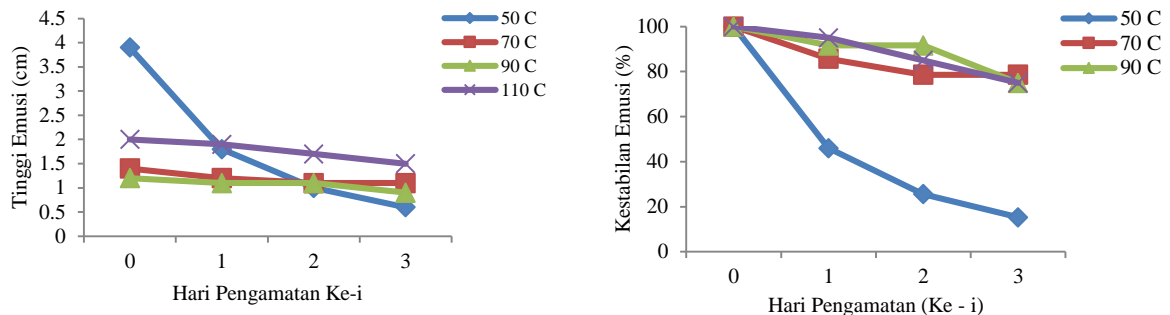 4.5
4
3.5
3
2.5
2
1.5
1
0.5
0
Tinggi Emusi (cm)
0 1 2 3
Hari Pengamatan Ke-i
50 C
70 C
90 C
110 C
100
80
60
40
20
0
Kestabilan Emusi (%)
0 1 2 3
Hari Pengamatan (Ke - i)
50 C
70 C
90 C